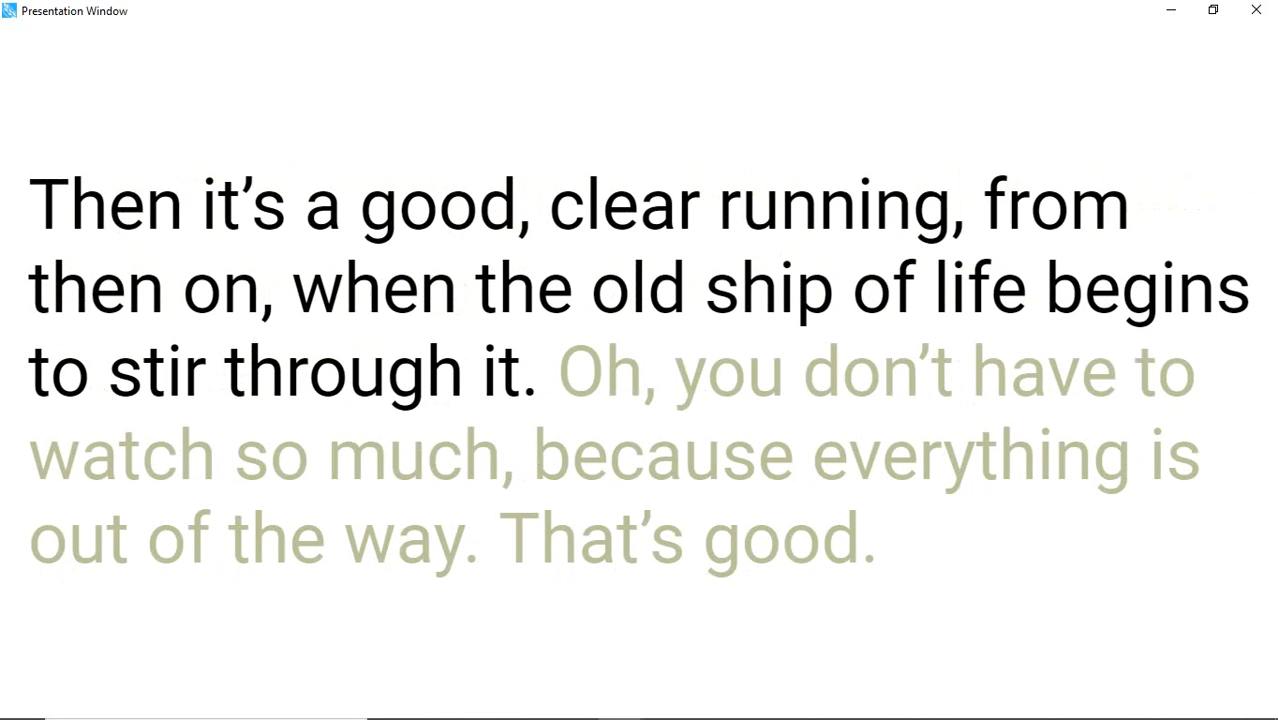 Presentation Window
Then it’s a good, clear running, from
then on, when the old ship of life begins
to stir through it. Oh, you don’t have to
watch so much, because everything is
out of the way. That’s good.